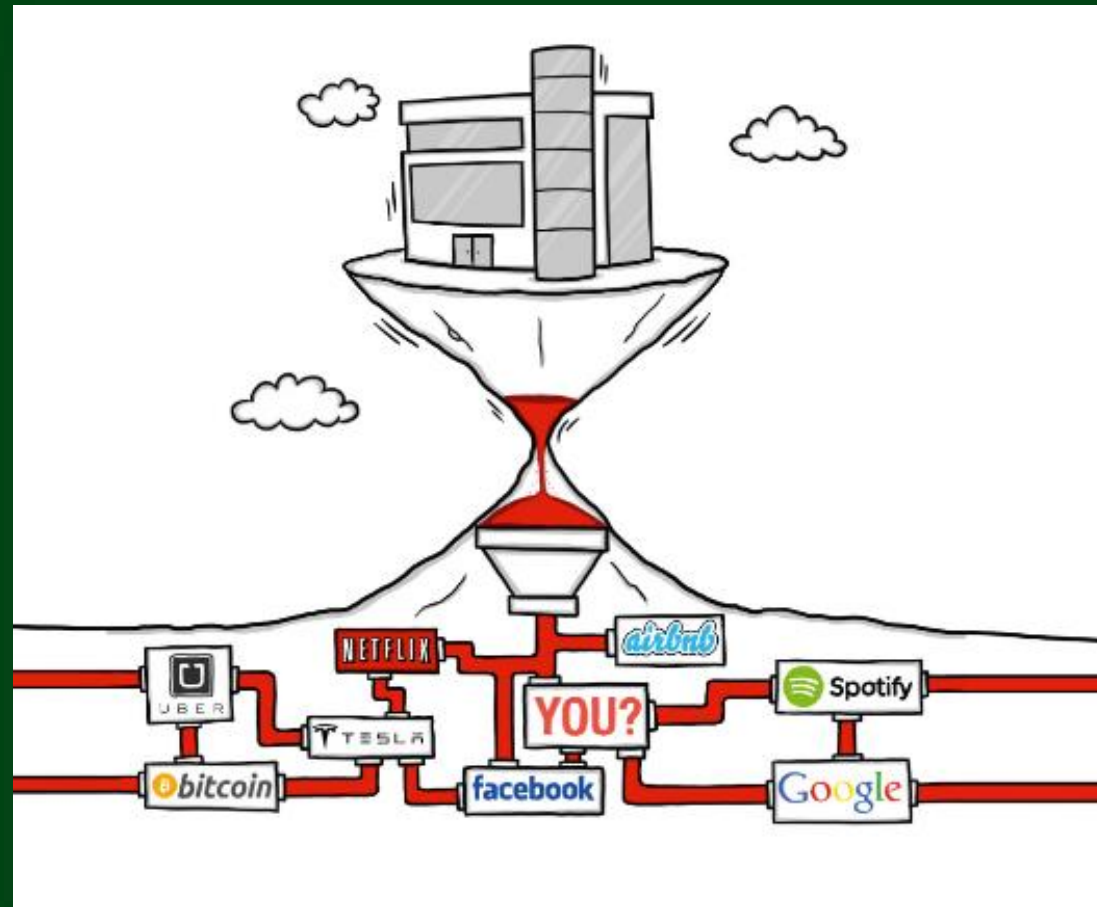 NETFLIX
airbnb
UBER
YOU?
Spotify
TESLA
bitcoin
facebook
Google